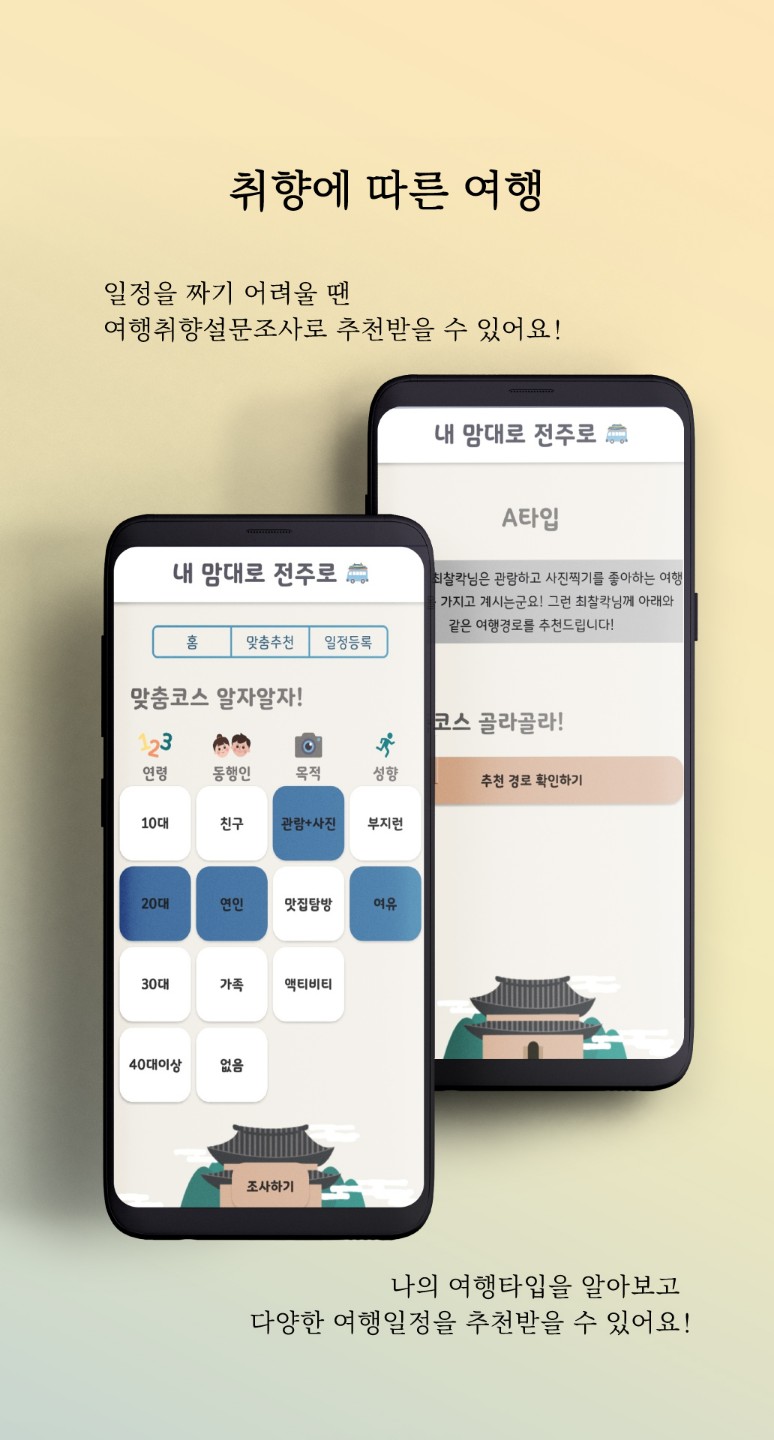 취향에 따른 여행
일정을 짜기 어려울 땐
여행취향설문조사로 추천받을 수 있어요!
내 맘대로 전주로
A타입
최찰칵님은 관람하고 사진찍기를 좋아하는 여행
가지고 계시는군요! 그런 최찰칵님께 아래와
같은 여행경로를 추천드립니다!
코스 골라골라!
추천 경로 확인하기
내 맘대로 전주로
홈 맞춤추천 일정등록
맞춤코스 알자알자!
123
연령 동행인 목적 성향
10대 친구 관람+사진 부지런
20대 연인 맛집탐방 여유
30대 가족 액티비티
40대이상 없음
조사하기
나의 여행타입을 알아보고
다양한 여행일정을 추천받을 수 있어요!